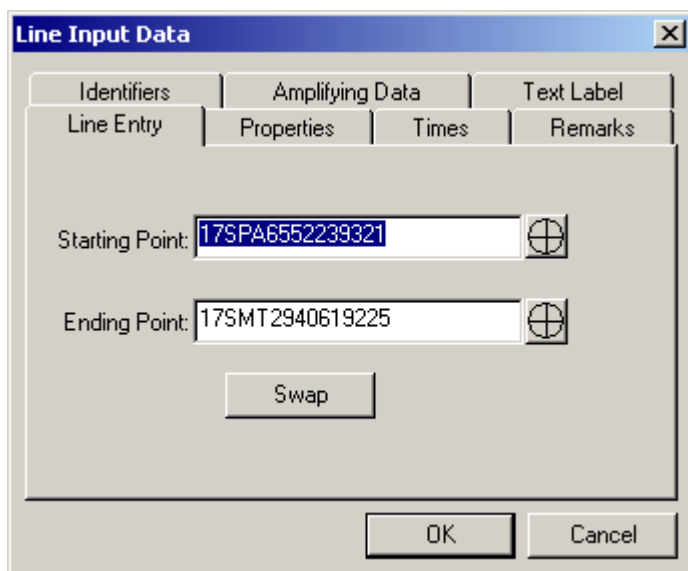 Line Input Data
Identifiers Amplifying Data Text Label
Line Entry Properties Times Remarks
Starting Point: 17SPA6552239321
Ending Point: 17SMT2940619225
Swap
OK Cancel